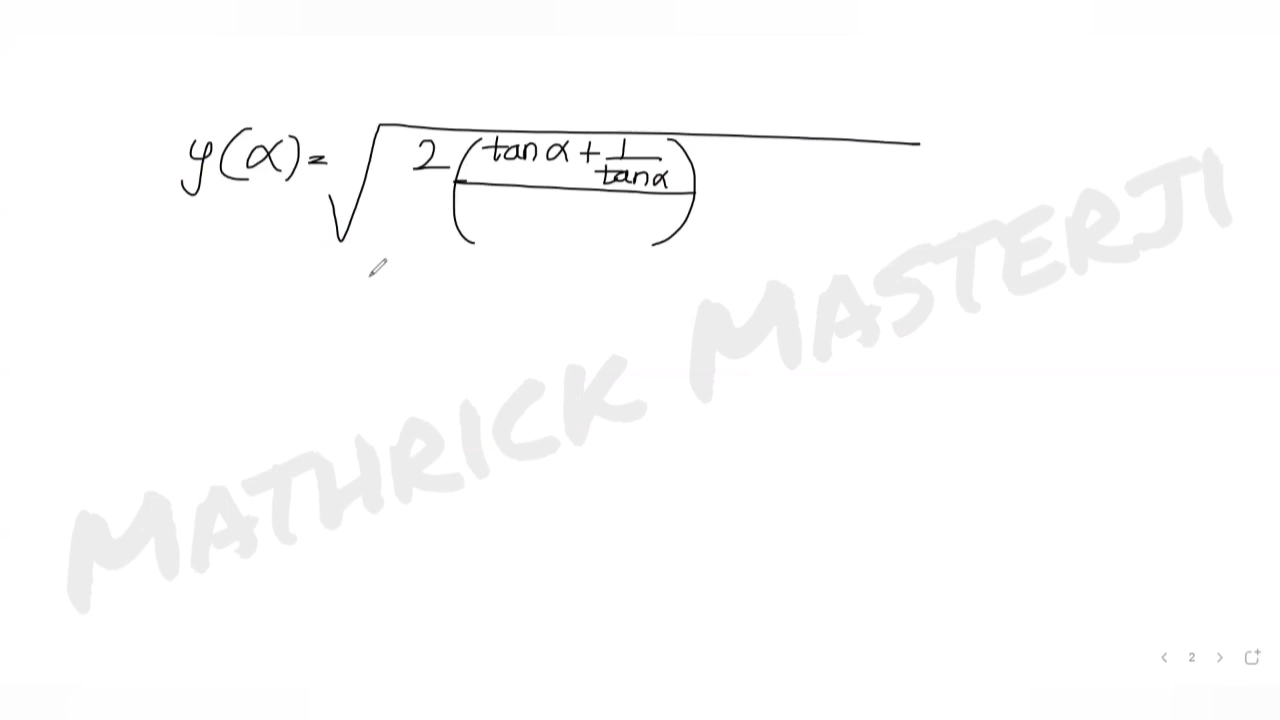 y(α) = √ 2 ( tan α + 1 / tan α )
MATHRICK MASTERJI
< 2 >